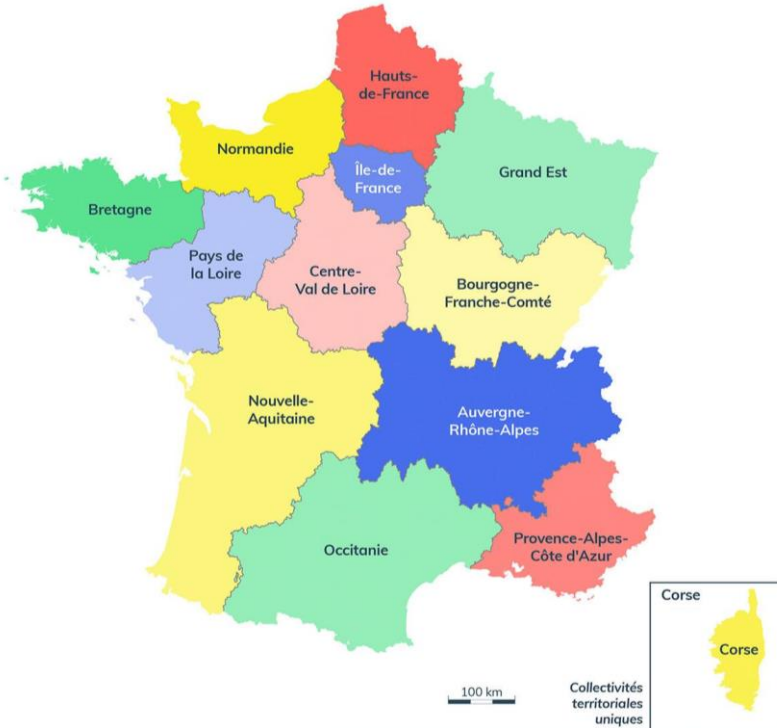 Hauts-
de-France
Normandie
Île-de-
France
Grand Est
Bretagne
Pays de
la Loire
Centre-
Val de Loire
Bourgogne-
Franche-Comté
Nouvelle-
Aquitaine
Auvergne-
Rhône-Alpes
Occitanie
Provence-Alpes-
Côte d'Azur
Corse
Corse
100 km
Collectivités
territoriales
uniques